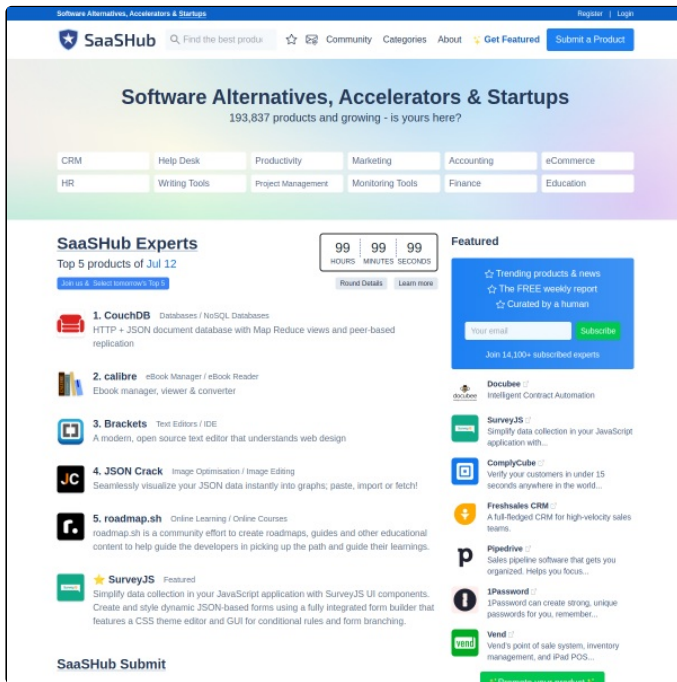 Software Alternatives, Accelerators & Startups
Register | Login
SaaSHub
Find the best produ
Community
Categories
About
Get Featured
Submit a Product
Software Alternatives, Accelerators & Startups
193,837 products and growing - is yours here?
CRM
Help Desk
Productivity
Marketing
Accounting
eCommerce
HR
Writing Tools
Project Management
Monitoring Tools
Finance
Education
SaaSHub Experts
Top 5 products of Jul 12
Join us & Select tomorrow's Top 5
99 99 99
HOURS MINUTES SECONDS
Round Details
Learn more
1. CouchDB Databases / NoSQL Databases
HTTP + JSON document database with Map Reduce views and peer-based
replication
2. calibre eBook Manager / eBook Reader
Ebook manager, viewer & converter
3. Brackets Text Editors / IDE
A modern, open source text editor that understands web design
JC
4. JSON Crack Image Optimisation / Image Editing
Seamlessly visualize your JSON data instantly into graphs; paste, import or fetch!
r.
5. roadmap.sh Online Learning / Online Courses
roadmap.sh is a community effort to create roadmaps, guides and other educational
content to help guide the developers in picking up the path and guide their learnings.
SurveyJS Featured
Simplify data collection in your JavaScript application with SurveyJS UI components.
Create and style dynamic JSON-based forms using a fully integrated form builder that
features a CSS theme editor and GUI for conditional rules and form branching.
SaaSHub Submit
Featured
Trending products & news
The FREE weekly report
Curated by a human
Your email
Subscribe
Join 14,100+ subscribed experts
docubee
Docubee
Intelligent Contract Automation
SurveyJS
Simplify data collection in your JavaScript
application with...
ComplyCube
Verify your customers in under 15
seconds anywhere in the world...
Freshsales CRM
A full-fledged CRM for high-velocity sales
teams.
p
Pipedrive
Sales pipeline software that gets you
organized. Helps you focus...
1Password
1Password can create strong, unique
passwords for you, remember...
vend
Vend
Vend's point of sale system, inventory
management, and iPad POS...
Promote your product